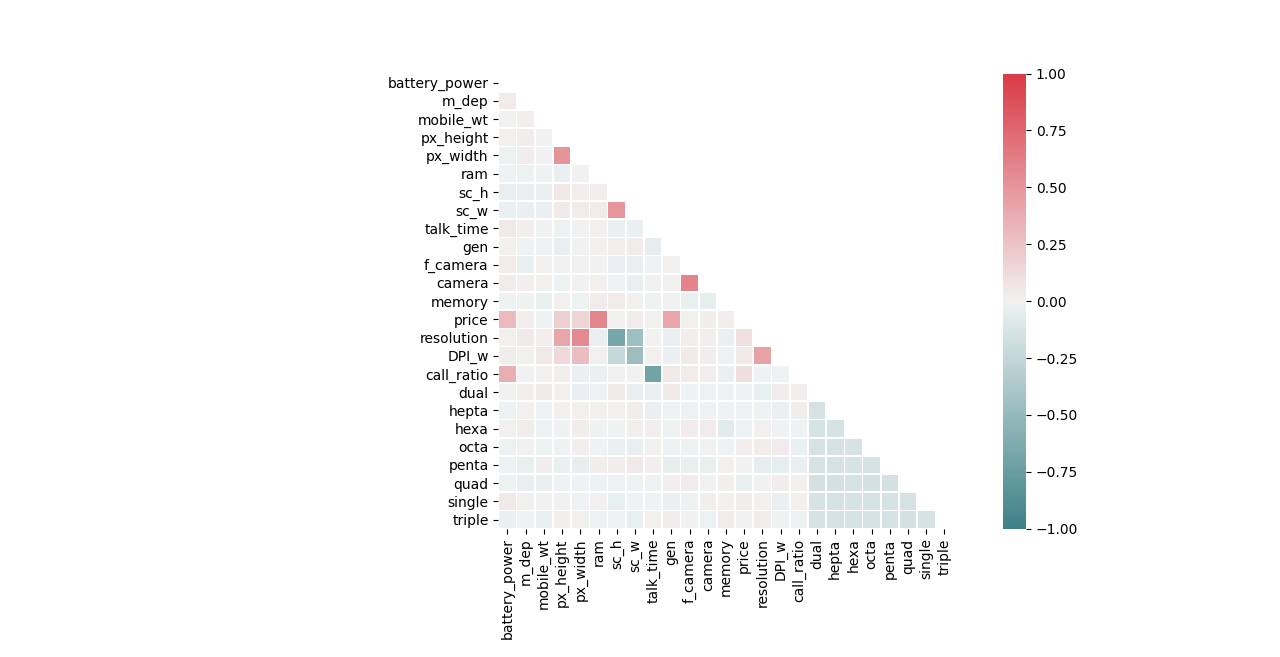 battery_power
m_dep
mobile_wt
px_height
px_width
ram
sc_h
sc_w
talk_time
gen
f_camera
camera
memory
price
resolution
DPI_w
call_ratio
dual
hepta
hexa
octa
penta
quad
single
triple
battery_power
m_dep
mobile_wt
px_height
px_width
ram
sc_h
sc_w
talk_time
gen
f_camera
camera
memory
price
resolution
DPI_w
call_ratio
dual
hepta
hexa
octa
penta
quad
single
triple
1.00
0.75
0.50
0.25
0.00
−0.25
−0.50
−0.75
−1.00